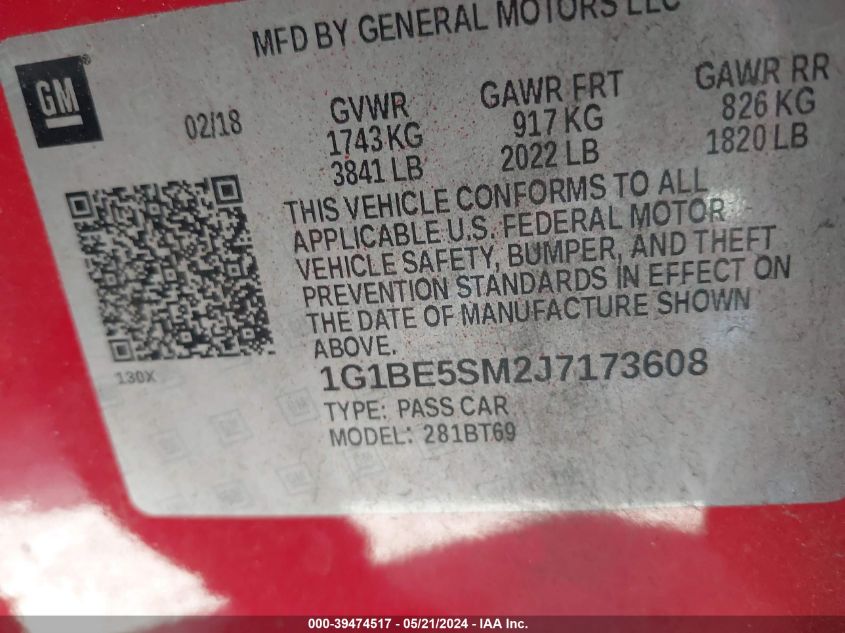 MFD BY GENERAL MOTORS LLC
GM
02/18
GVWR
1743 KG
3841 LB
GAWR FRT
917 KG
2022 LB
GAWR RR
826 KG
1820 LB
THIS VEHICLE CONFORMS TO ALL
APPLICABLE U.S. FEDERAL MOTOR
VEHICLE SAFETY, BUMPER, AND THEFT
PREVENTION STANDARDS IN EFFECT ON
THE DATE OF MANUFACTURE SHOWN
ABOVE.
130X
1G1BE5SM2J7173608
TYPE: PASS CAR
MODEL: 281BT69
000-39474517 - 05/21/2024 - IAA Inc.